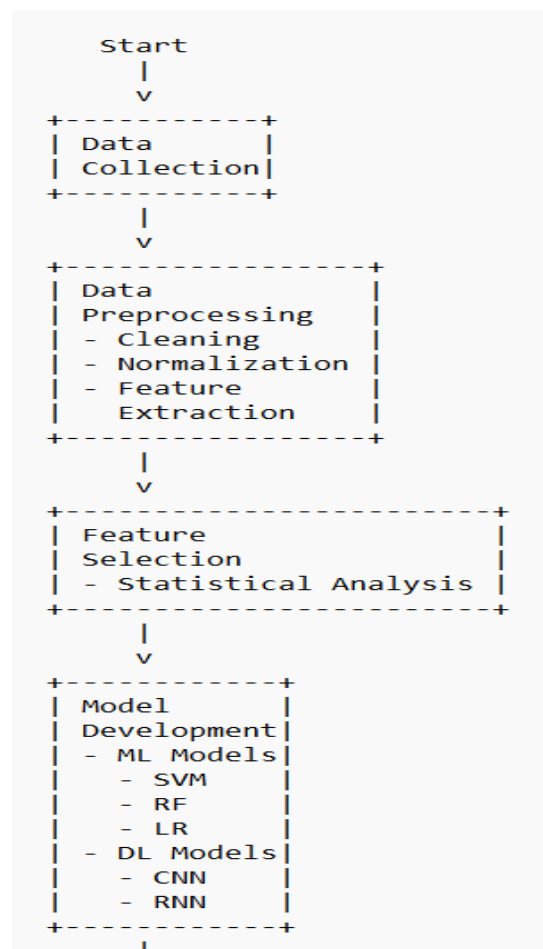 Start
|
v
+-----------+
| Data      |
| Collection|
+-----------+
|
v
+-----------------+
| Data            |
| Preprocessing   |
| - Cleaning      |
| - Normalization |
| - Feature       |
|   Extraction    |
+-----------------+
|
v
+------------------------+
| Feature                |
| Selection              |
| - Statistical Analysis |
+------------------------+
|
v
+------------+
| Model      |
| Development|
| - ML Models|
|   - SVM    |
|   - RF     |
|   - LR     |
| - DL Models|
|   - CNN    |
|   - RNN    |
+------------+
|